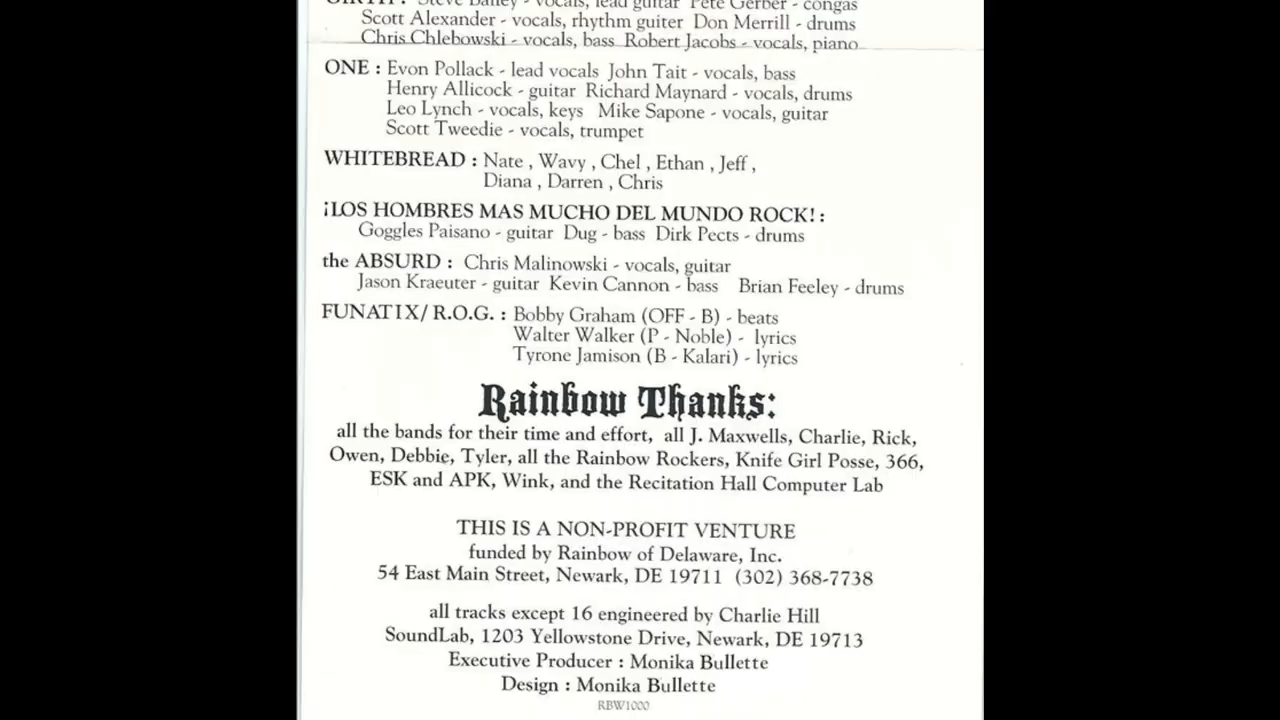 GIRTH : Steve Bailey - vocals, lead guitar Pete Gerber - congas
Scott Alexander - vocals, rhythm guiter Don Merrill - drums
Chris Chlebowski - vocals, bass Robert Jacobs - vocals, piano
ONE : Evon Pollack - lead vocals John Tait - vocals, bass
Henry Allicock - guitar Richard Maynard - vocals, drums
Leo Lynch - vocals, keys Mike Sapone - vocals, guitar
Scott Tweedie - vocals, trumpet
WHITEBREAD : Nate , Wavy , Chel , Ethan , Jeff ,
Diana , Darren , Chris
¡LOS HOMBRES MAS MUCHO DEL MUNDO ROCK! :
Goggles Paisano - guitar Dug - bass Dirk Pects - drums
the ABSURD : Chris Malinowski - vocals, guitar
Jason Kraeuter - guitar Kevin Cannon - bass Brian Feeley - drums
FUNATIX/ R.O.G. : Bobby Graham (OFF - B) - beats
Walter Walker (P - Noble) - lyrics
Tyrone Jamison (B - Kalari) - lyrics
Rainbow Thanks:
all the bands for their time and effort, all J. Maxwells, Charlie, Rick,
Owen, Debbie, Tyler, all the Rainbow Rockers, Knife Girl Posse, 366,
ESK and APK, Wink, and the Recitation Hall Computer Lab
THIS IS A NON-PROFIT VENTURE
funded by Rainbow of Delaware, Inc.
54 East Main Street, Newark, DE 19711 (302) 368-7738
all tracks except 16 engineered by Charlie Hill
SoundLab, 1203 Yellowstone Drive, Newark, DE 19713
Executive Producer : Monika Bullette
Design : Monika Bullette
RBW1000